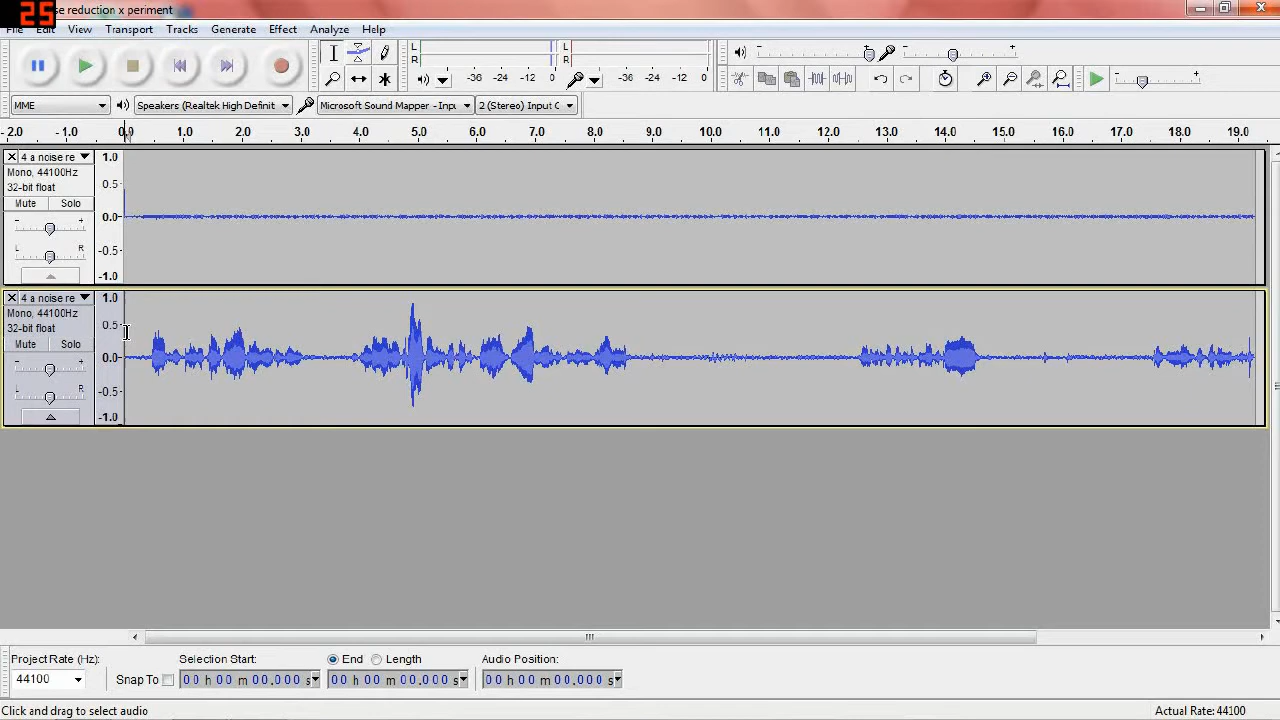 25
se reduction x periment
File Edit View Transport Tracks Generate Effect Analyze Help
L R -36 -24 -12 0 L R -36 -24 -12 0
MME Speakers (Realtek High Definit Microsoft Sound Mapper - Inpu 2 (Stereo) Input C
- 2.0 - 1.0 0.0 1.0 2.0 3.0 4.0 5.0 6.0 7.0 8.0 9.0 10.0 11.0 12.0 13.0 14.0 15.0 16.0 17.0 18.0 19.0
4 a noise re 1.0
Mono, 44100Hz
32-bit float 0.5
Mute Solo
- + 0.0
L R -0.5
-1.0
4 a noise re 1.0
Mono, 44100Hz
32-bit float 0.5
Mute Solo
- + 0.0
L R -0.5
-1.0
Project Rate (Hz): Selection Start: End Length Audio Position:
44100 Snap To 00 h 00 m 00.000 s 00 h 00 m 00.000 s 00 h 00 m 00.000 s
Click and drag to select audio Actual Rate: 44100